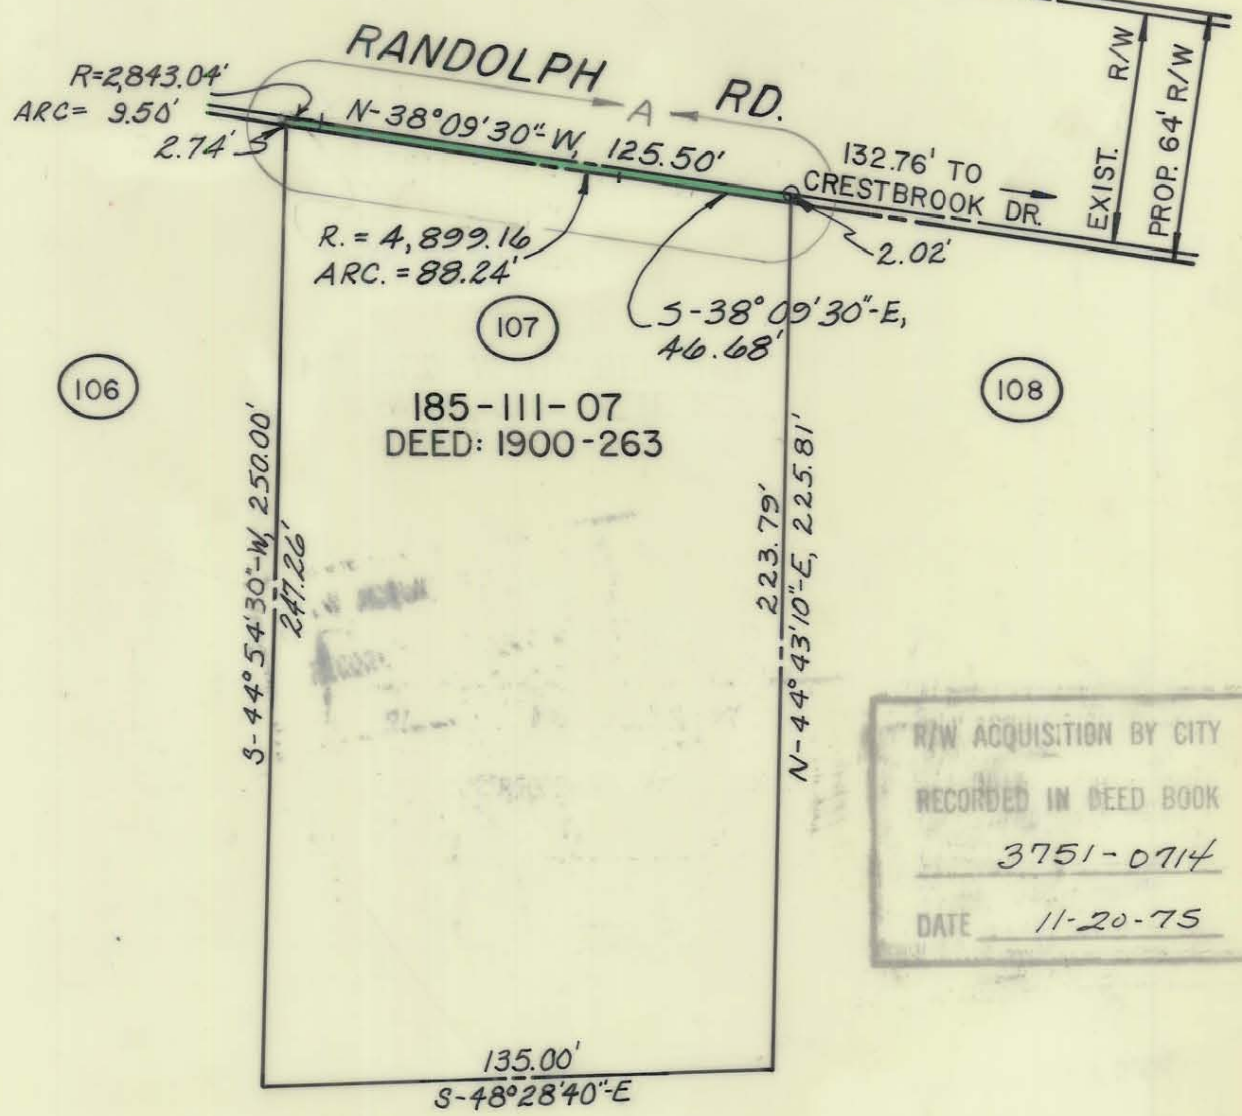 RANDOLPH RD.
A
R=2,843.04'
ARC= 9.50'
2.74'
N-38°09'30"-W, 125.50'
132.76' TO
CRESTBROOK DR.
EXIST. R/W
PROP. 64' R/W
2.02'
R. = 4,899.16
ARC. = 88.24'
S-38°09'30"-E,
46.68'
107
106
108
185-111-07
DEED: 1900-263
S-44°54'30"-W, 250.00'
247.26'
223.79'
N-44°43'10"-E, 225.81'
R/W ACQUISITION BY CITY
RECORDED IN DEED BOOK
3751-0714
DATE 11-20-75
135.00'
S-48°28'40"-E